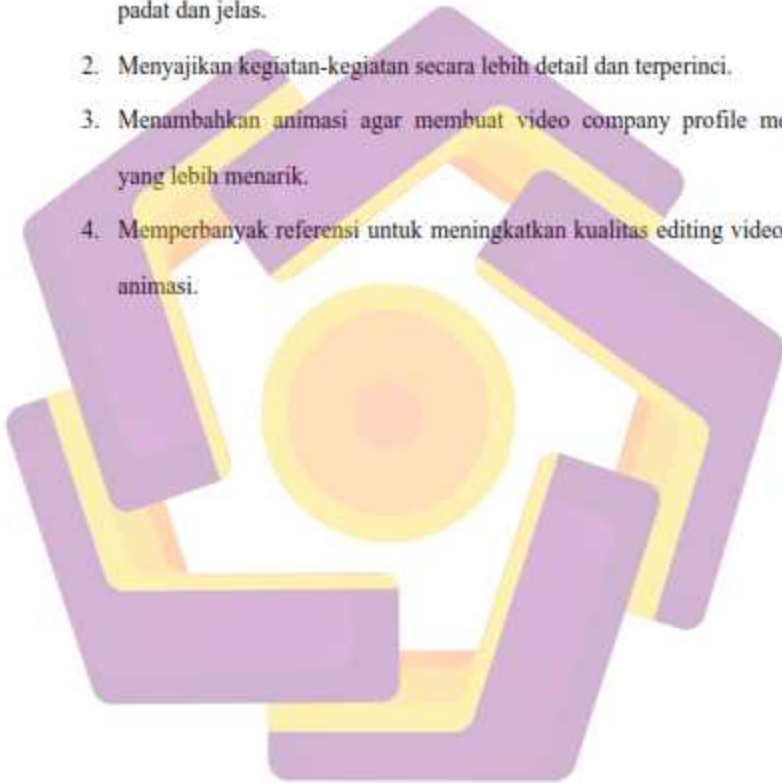 padat dan jelas.
2. Menyajikan kegiatan-kegiatan secara lebih detail dan terperinci.
3. Menambahkan animasi agar membuat video company profile
yang lebih menarik.
4. Memperbanyak referensi untuk meningkatkan kualitas editing video
animasi.